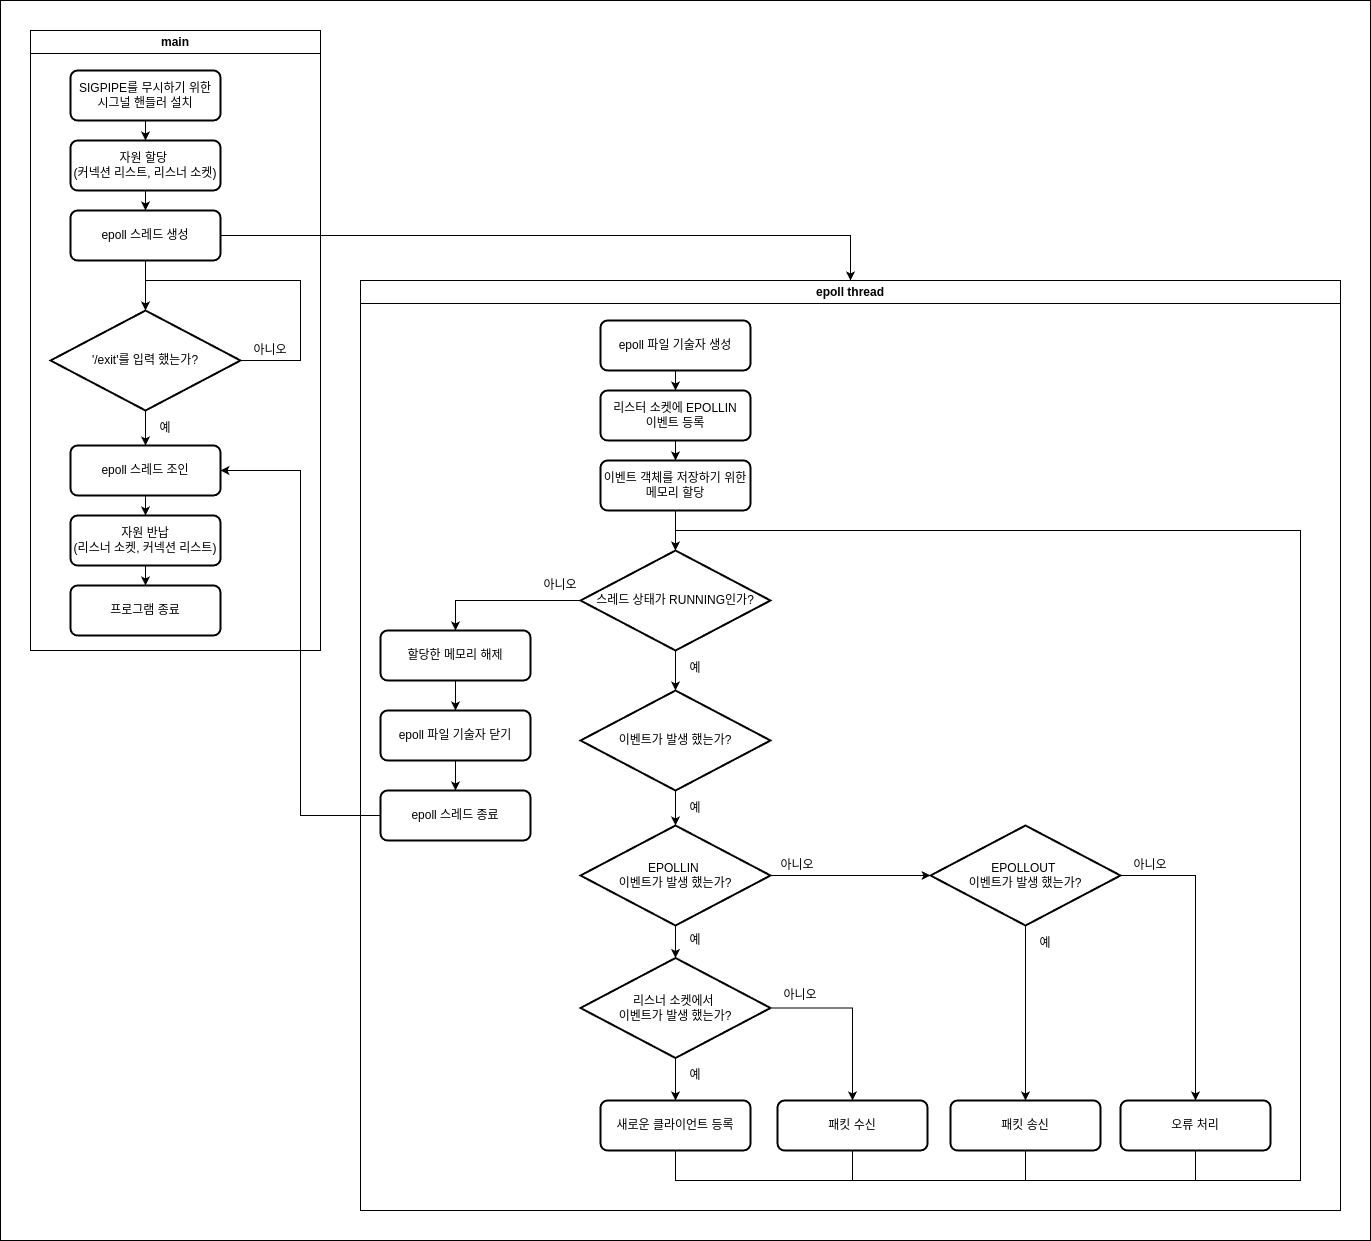 main
SIGPIPE를 무시하기 위한
시그널 핸들러 설치
자원 할당
(커넥션 리스트, 리스너 소켓)
epoll 스레드 생성
'/exit'를 입력 했는가?
아니오
예
epoll 스레드 조인
자원 반납
(리스너 소켓, 커넥션 리스트)
프로그램 종료
epoll thread
epoll 파일 기술자 생성
리스터 소켓에 EPOLLIN
이벤트 등록
이벤트 객체를 저장하기 위한
메모리 할당
스레드 상태가 RUNNING인가?
아니오
예
할당한 메모리 해제
epoll 파일 기술자 닫기
epoll 스레드 종료
이벤트가 발생 했는가?
예
EPOLLIN
이벤트가 발생 했는가?
아니오
예
EPOLLOUT
이벤트가 발생 했는가?
아니오
예
리스너 소켓에서
이벤트가 발생 했는가?
아니오
예
새로운 클라이언트 등록
패킷 수신
패킷 송신
오류 처리